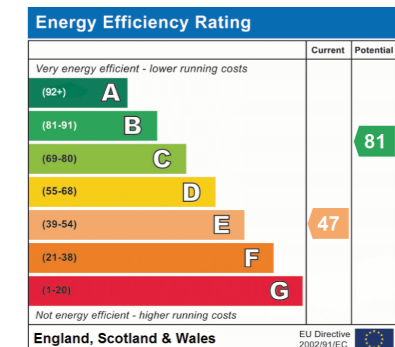 Energy Efficiency Rating
Current Potential
Very energy efficient - lower running costs
(92+) A
(81-91) B
81
(69-80) C
(55-68) D
(39-54) E
47
(21-38) F
(1-20) G
Not energy efficient - higher running costs
England, Scotland & Wales
EU Directive
2002/91/EC